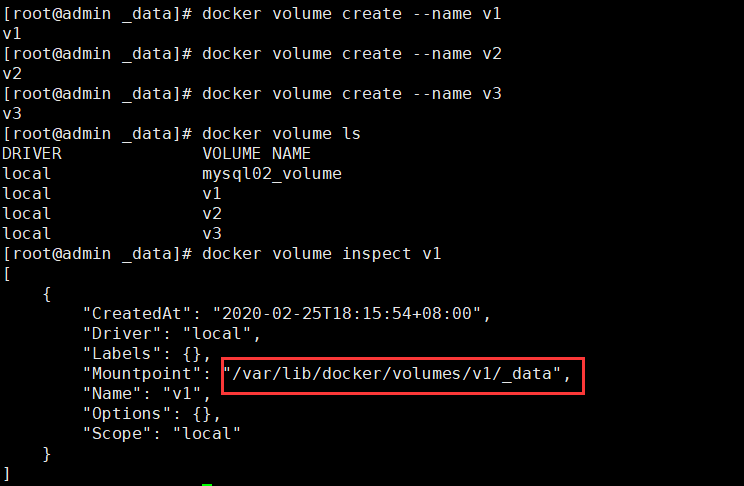 [root@admin _data]# docker volume create --name v1
v1
[root@admin _data]# docker volume create --name v2
v2
[root@admin _data]# docker volume create --name v3
v3
[root@admin _data]# docker volume ls
DRIVER              VOLUME NAME
local               mysql02_volume
local               v1
local               v2
local               v3
[root@admin _data]# docker volume inspect v1
[
    {
        "CreatedAt": "2020-02-25T18:15:54+08:00",
        "Driver": "local",
        "Labels": {},
        "Mountpoint": "/var/lib/docker/volumes/v1/_data",
        "Name": "v1",
        "Options": {},
        "Scope": "local"
    }
]